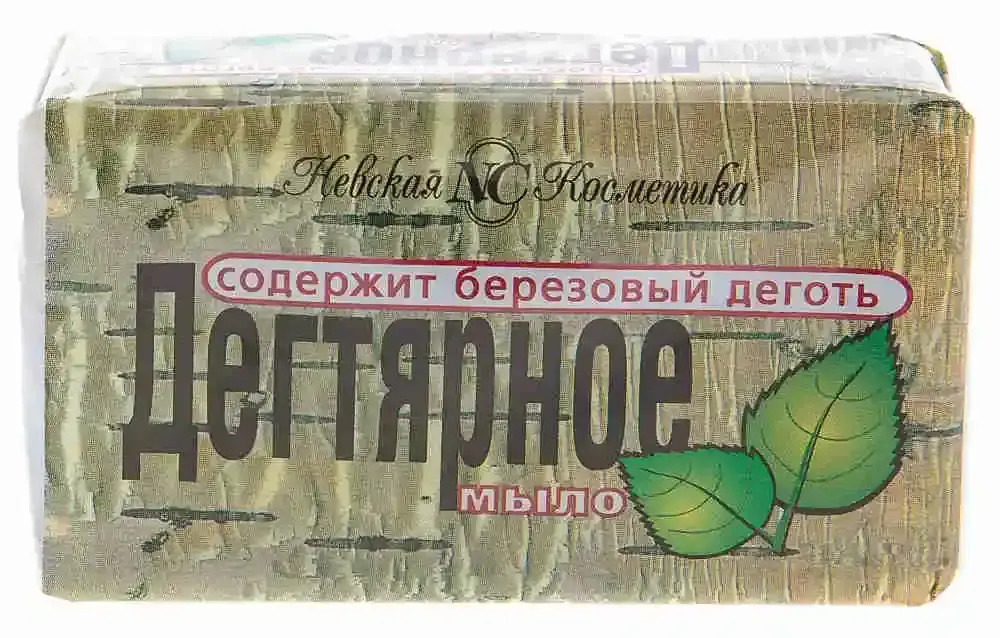 Невская NC Косметика
содержит березовый деготь
Дегтярное
мыло